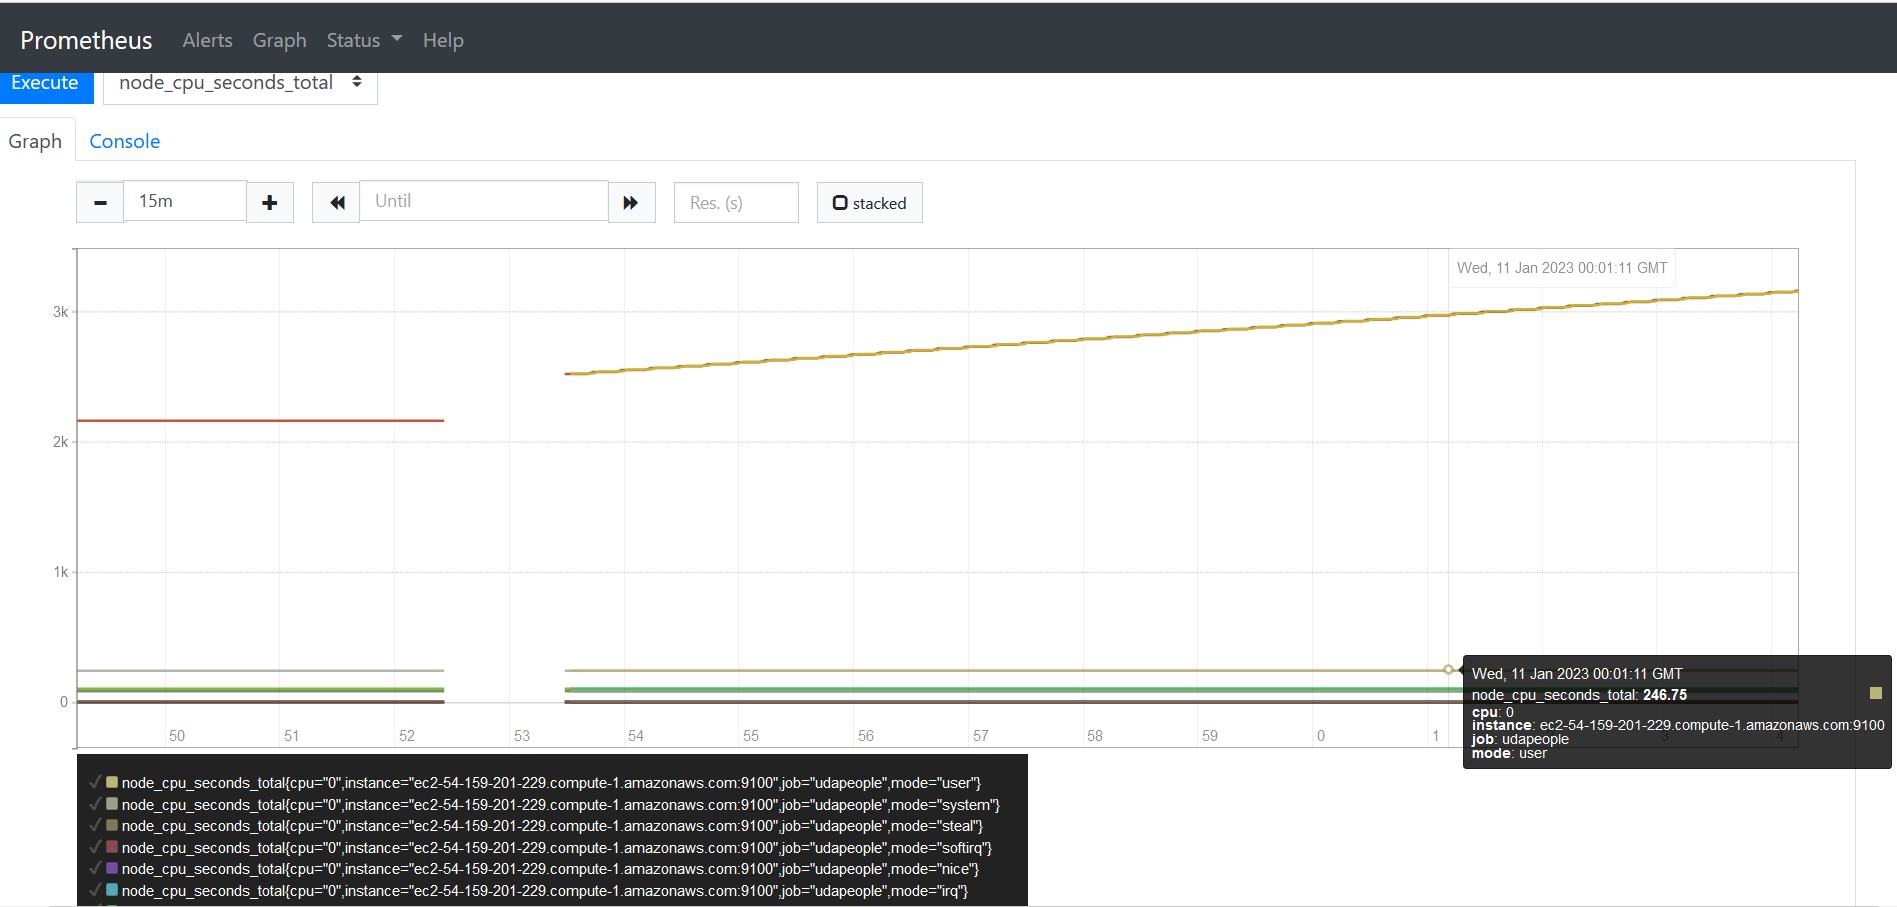 Prometheus Alerts Graph Status Help
Execute node_cpu_seconds_total
Graph Console
15m Until Res. (s) stacked
Wed, 11 Jan 2023 00:01:11 GMT
3k
2k
1k
0
50 51 52 53 54 55 56 57 58 59 0 1 3 4
Wed, 11 Jan 2023 00:01:11 GMT
node_cpu_seconds_total: 246.75
cpu: 0
instance: ec2-54-159-201-229.compute-1.amazonaws.com:9100
job: udapeople
mode: user
node_cpu_seconds_total{cpu="0",instance="ec2-54-159-201-229.compute-1.amazonaws.com:9100",job="udapeople",mode="user"}
node_cpu_seconds_total{cpu="0",instance="ec2-54-159-201-229.compute-1.amazonaws.com:9100",job="udapeople",mode="system"}
node_cpu_seconds_total{cpu="0",instance="ec2-54-159-201-229.compute-1.amazonaws.com:9100",job="udapeople",mode="steal"}
node_cpu_seconds_total{cpu="0",instance="ec2-54-159-201-229.compute-1.amazonaws.com:9100",job="udapeople",mode="softirq"}
node_cpu_seconds_total{cpu="0",instance="ec2-54-159-201-229.compute-1.amazonaws.com:9100",job="udapeople",mode="nice"}
node_cpu_seconds_total{cpu="0",instance="ec2-54-159-201-229.compute-1.amazonaws.com:9100",job="udapeople",mode="irq"}